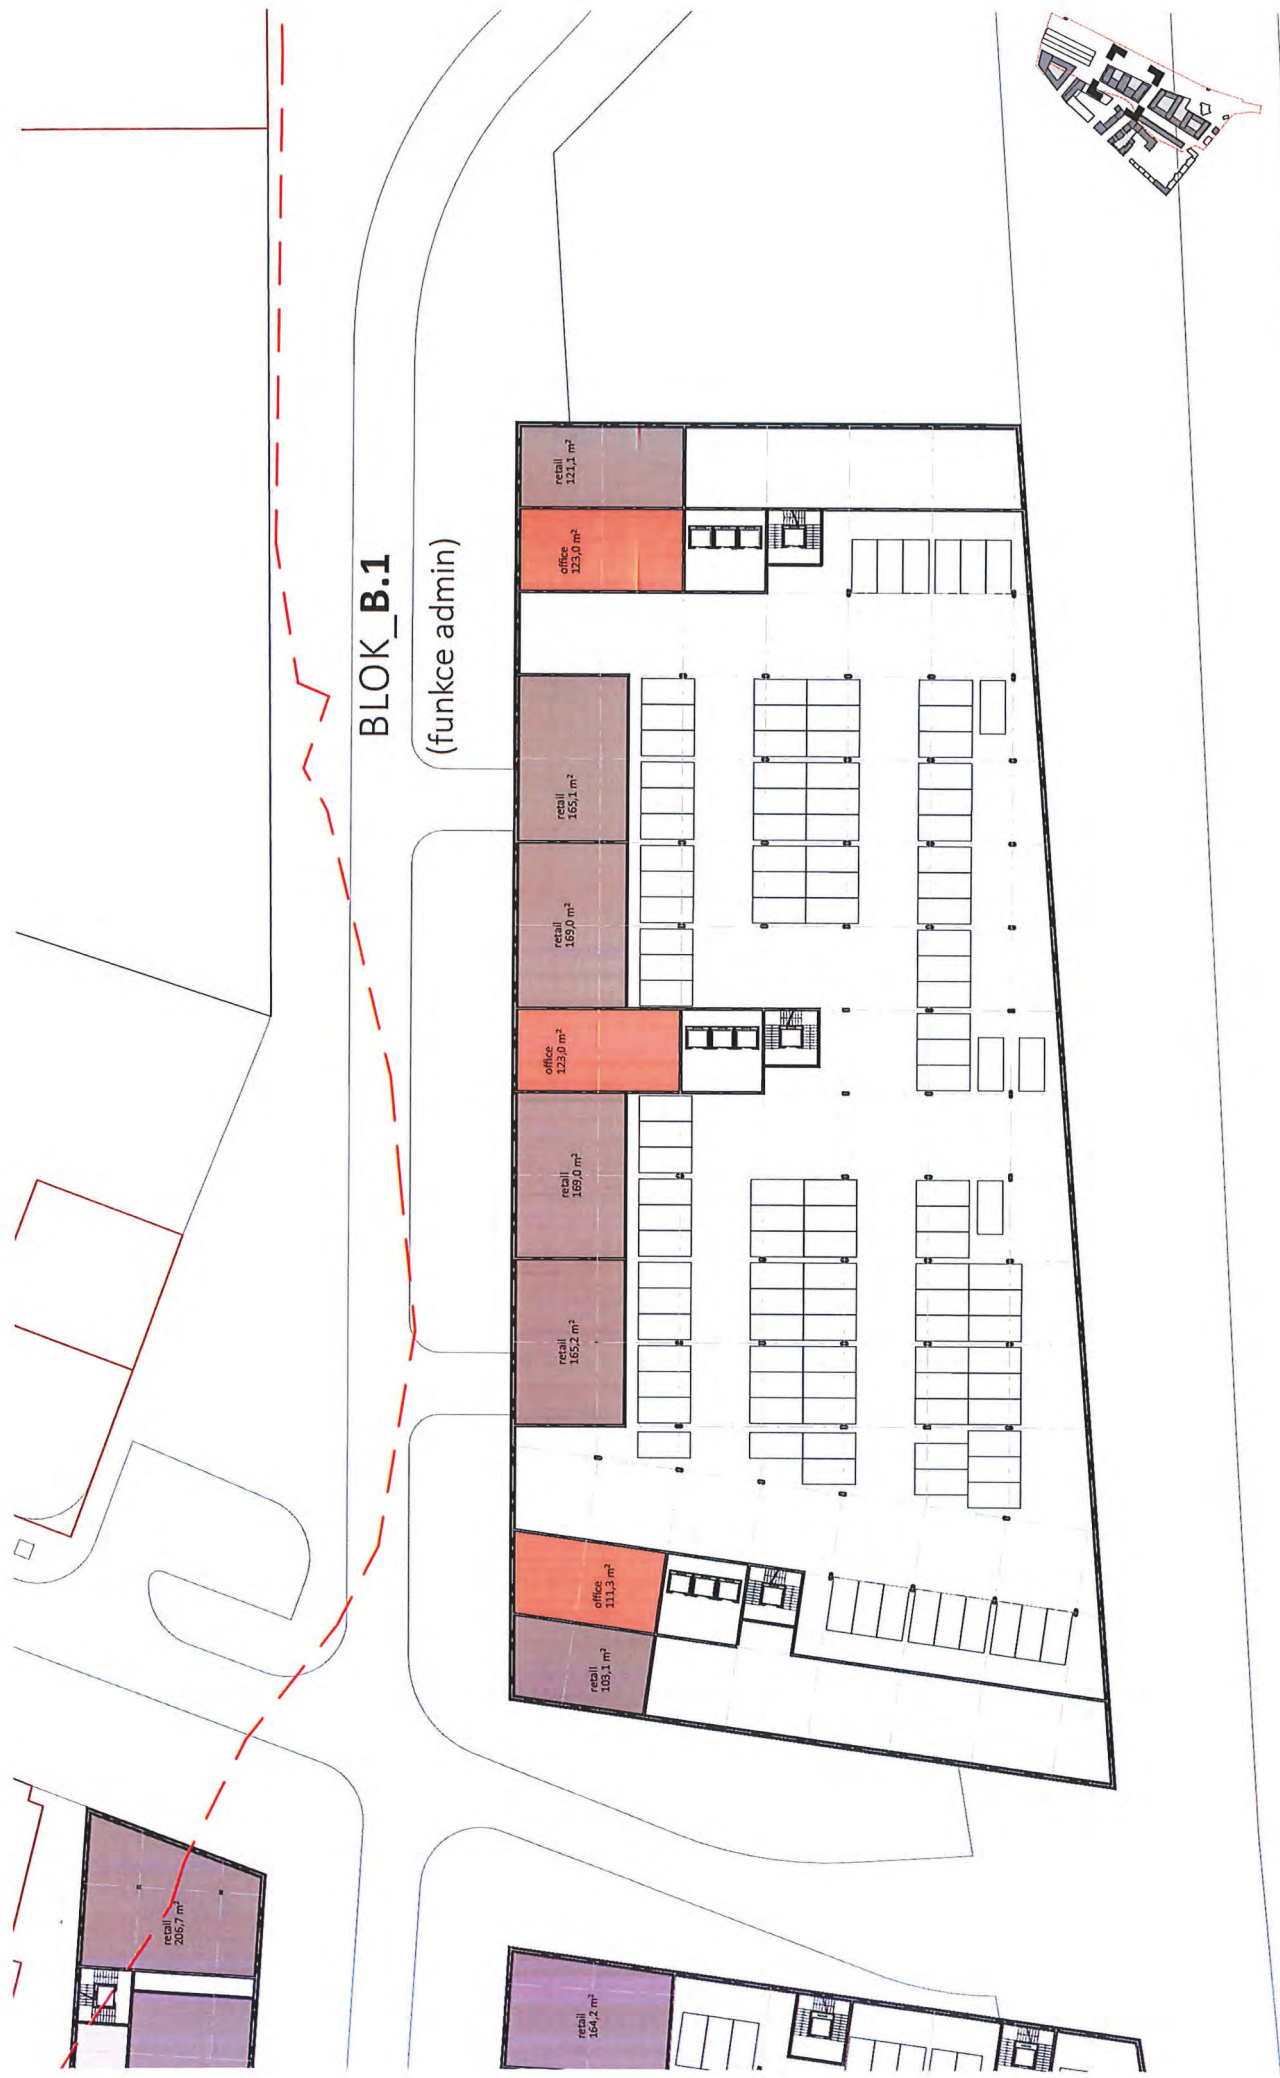 BLOK_B.1
(funkce admin)
retail
121,1 m²
office
123,0 m²
retail
165,1 m²
retail
169,0 m²
office
123,0 m²
retail
169,0 m²
retail
165,2 m²
office
111,3 m²
retail
103,1 m²
retail
206,7 m²
retail
164,2 m²